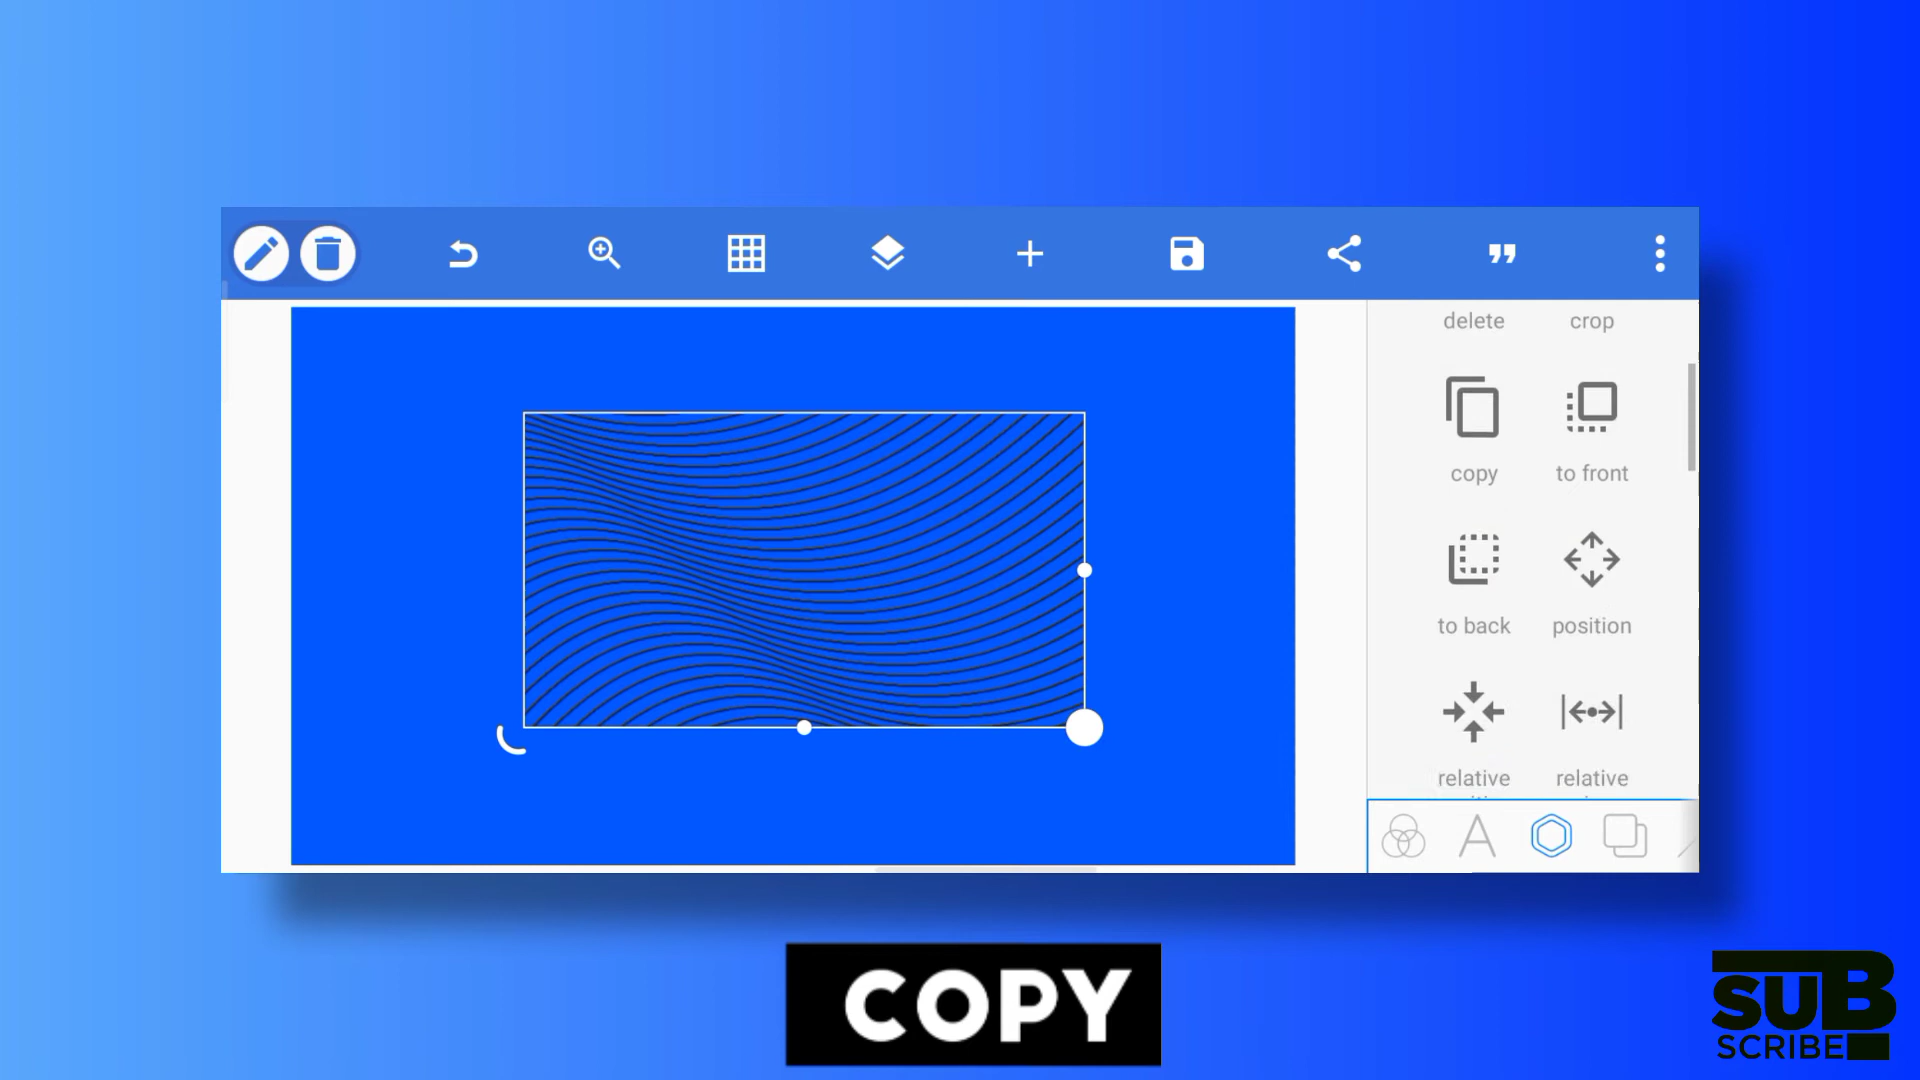 delete crop
copy to front
to back position
relative relative
COPY
SUB
SCRIBE